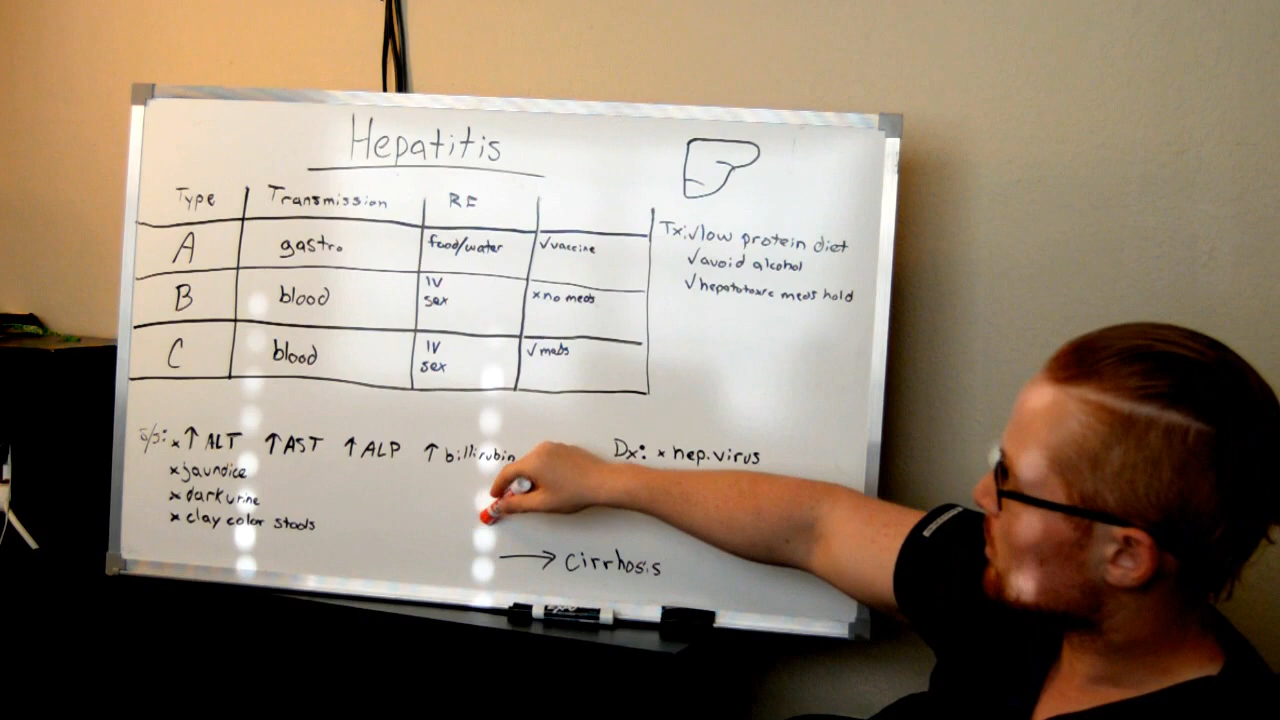 Hepatitis
Type Transmission RF
A gastro food/water √vaccine
B blood IV sex xno meds
C blood IV sex √meds
Tx: √low protein diet
√avoid alcohol
√hepatotoxic meds hold
S/S: x ↑ ALT ↑ AST ↑ ALP ↑ billirubin
x jaundice
x dark urine
x clay color stools
Dx: x hep. virus
→ cirrhosis
EXPO